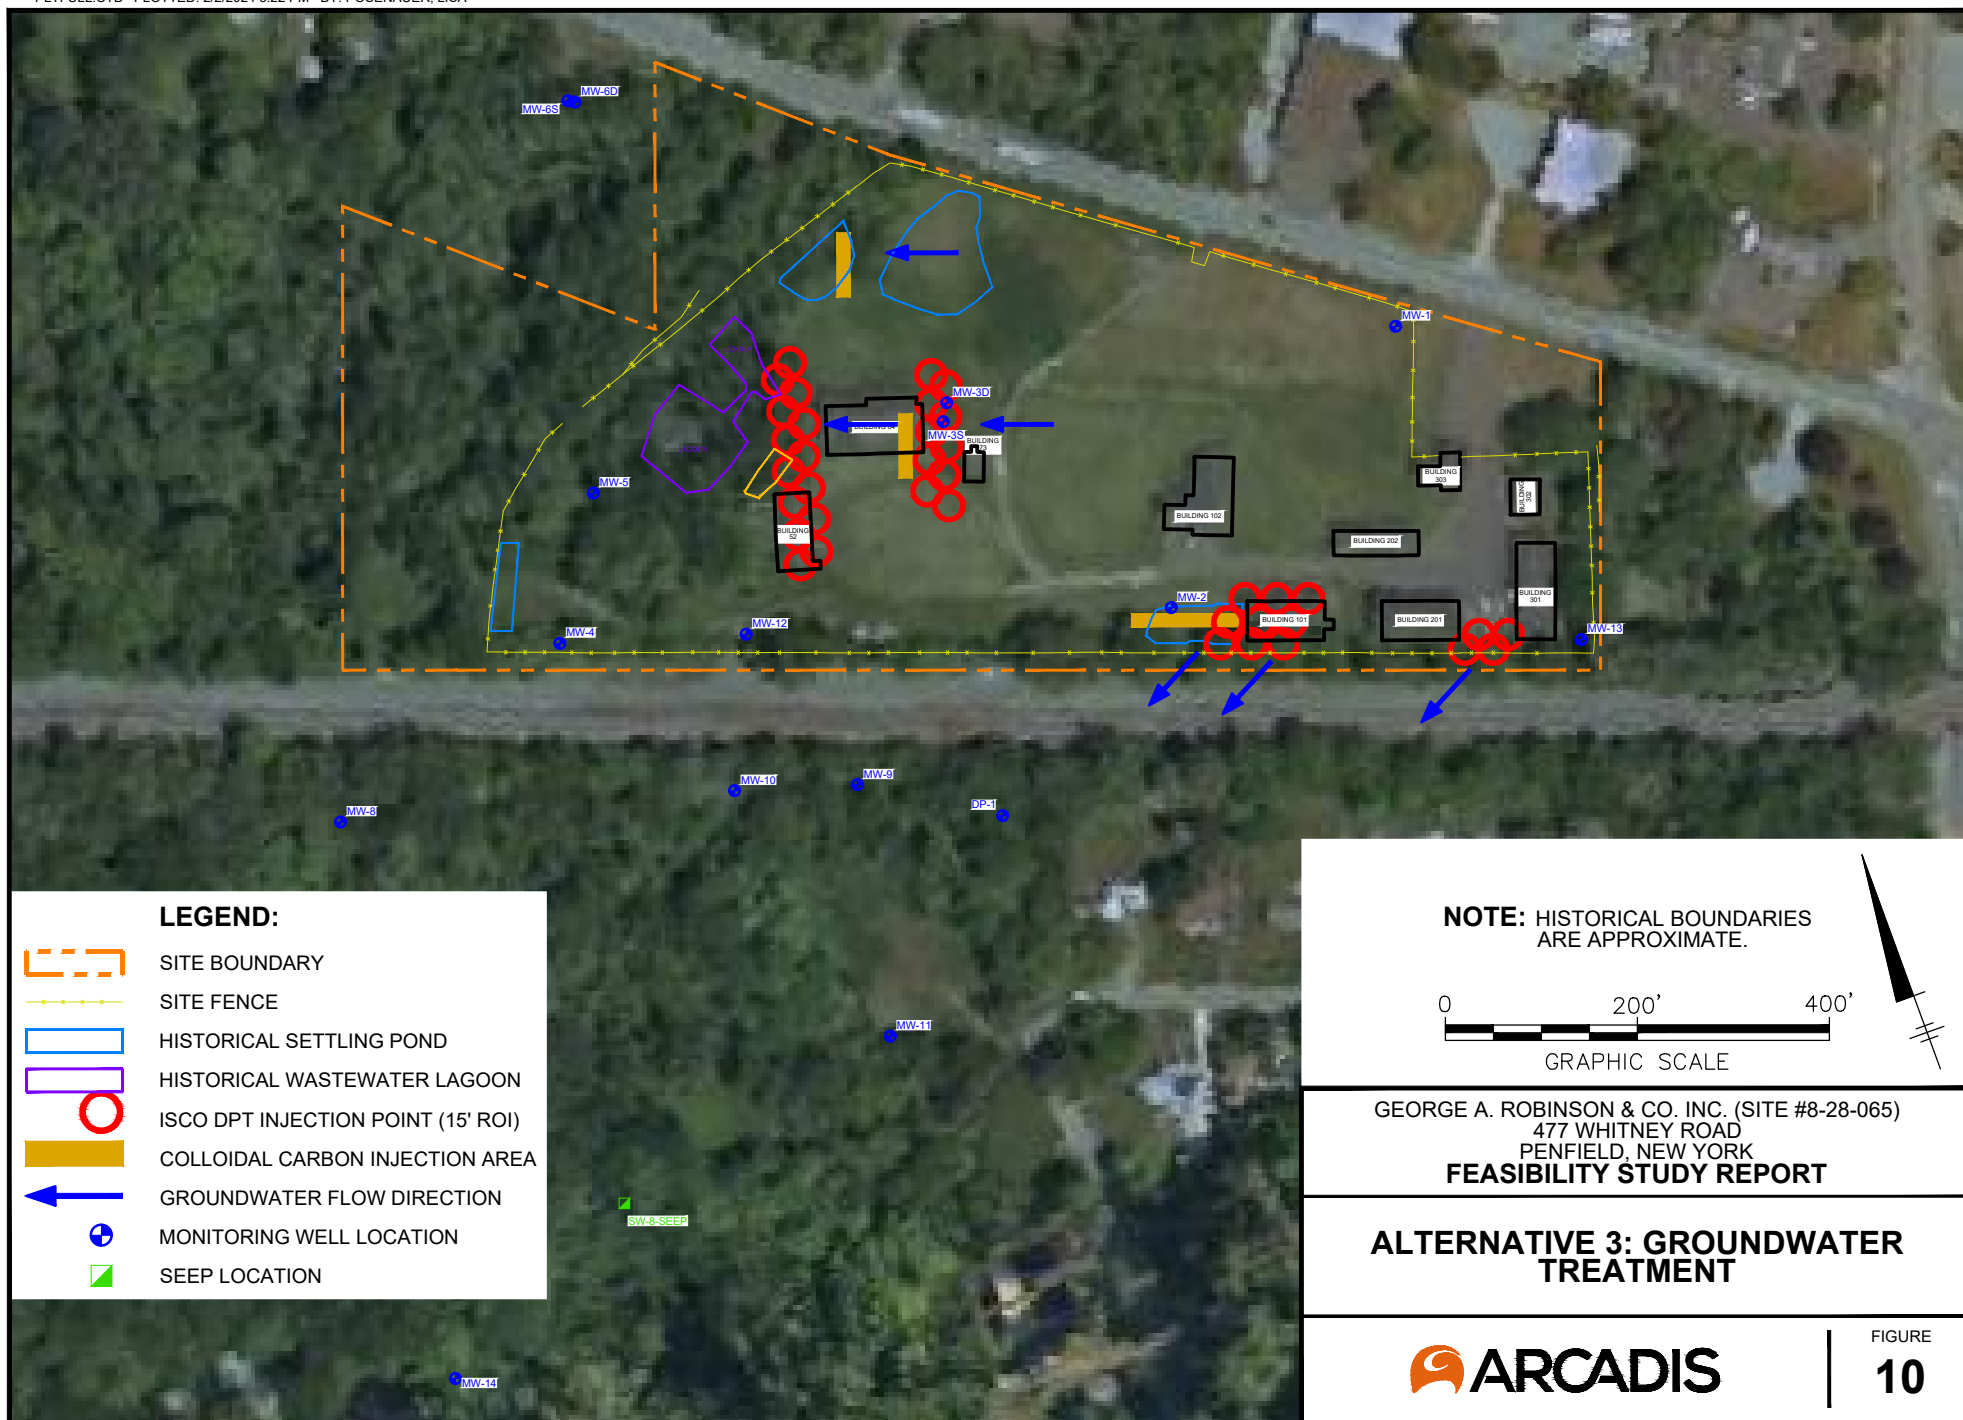 MW-6D
MW-6S
MW-1
MW-3D
MW-3S
BUILDING
73
BUILDING
303
BUILDING
302
MW-5
BUILDING 102
BUILDING
52
BUILDING 202
BUILDING
301
MW-2
BUILDING 101
BUILDING 201
MW-13
MW-4
MW-12
MW-10
MW-9
DP-1
MW-8
MW-11
SW-8-SEEP
MW-14
LEGEND:
SITE BOUNDARY
SITE FENCE
HISTORICAL SETTLING POND
HISTORICAL WASTEWATER LAGOON
ISCO DPT INJECTION POINT (15' ROI)
COLLOIDAL CARBON INJECTION AREA
GROUNDWATER FLOW DIRECTION
MONITORING WELL LOCATION
SEEP LOCATION
NOTE: HISTORICAL BOUNDARIES
ARE APPROXIMATE.
0 200' 400'
GRAPHIC SCALE
GEORGE A. ROBINSON & CO. INC. (SITE #8-28-065)
477 WHITNEY ROAD
PENFIELD, NEW YORK
FEASIBILITY STUDY REPORT
ALTERNATIVE 3: GROUNDWATER
TREATMENT
ARCADIS
FIGURE
10